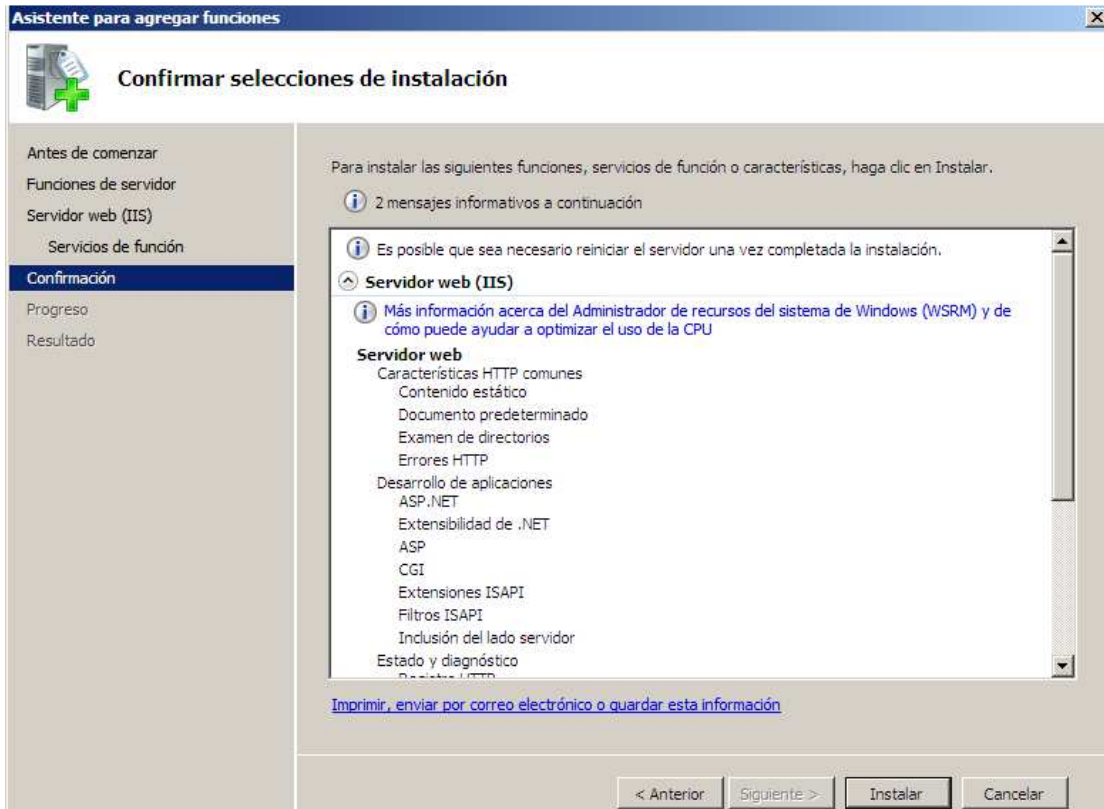 Asistente para agregar funciones
Confirmar selecciones de instalación
Antes de comenzar
Funciones de servidor
Servidor web (IIS)
Servicios de función
Confirmación
Progreso
Resultado
Para instalar las siguientes funciones, servicios de función o características, haga clic en Instalar.
2 mensajes informativos a continuación
Es posible que sea necesario reiniciar el servidor una vez completada la instalación.
Servidor web (IIS)
Más información acerca del Administrador de recursos del sistema de Windows (WSRM) y de
cómo puede ayudar a optimizar el uso de la CPU
Servidor web
Características HTTP comunes
Contenido estático
Documento predeterminado
Examen de directorios
Errores HTTP
Desarrollo de aplicaciones
ASP.NET
Extensibilidad de .NET
ASP
CGI
Extensiones ISAPI
Filtros ISAPI
Inclusión del lado servidor
Estado y diagnóstico
Registro HTTP
Imprimir, enviar por correo electrónico o guardar esta información
< Anterior
Siguiente >
Instalar
Cancelar